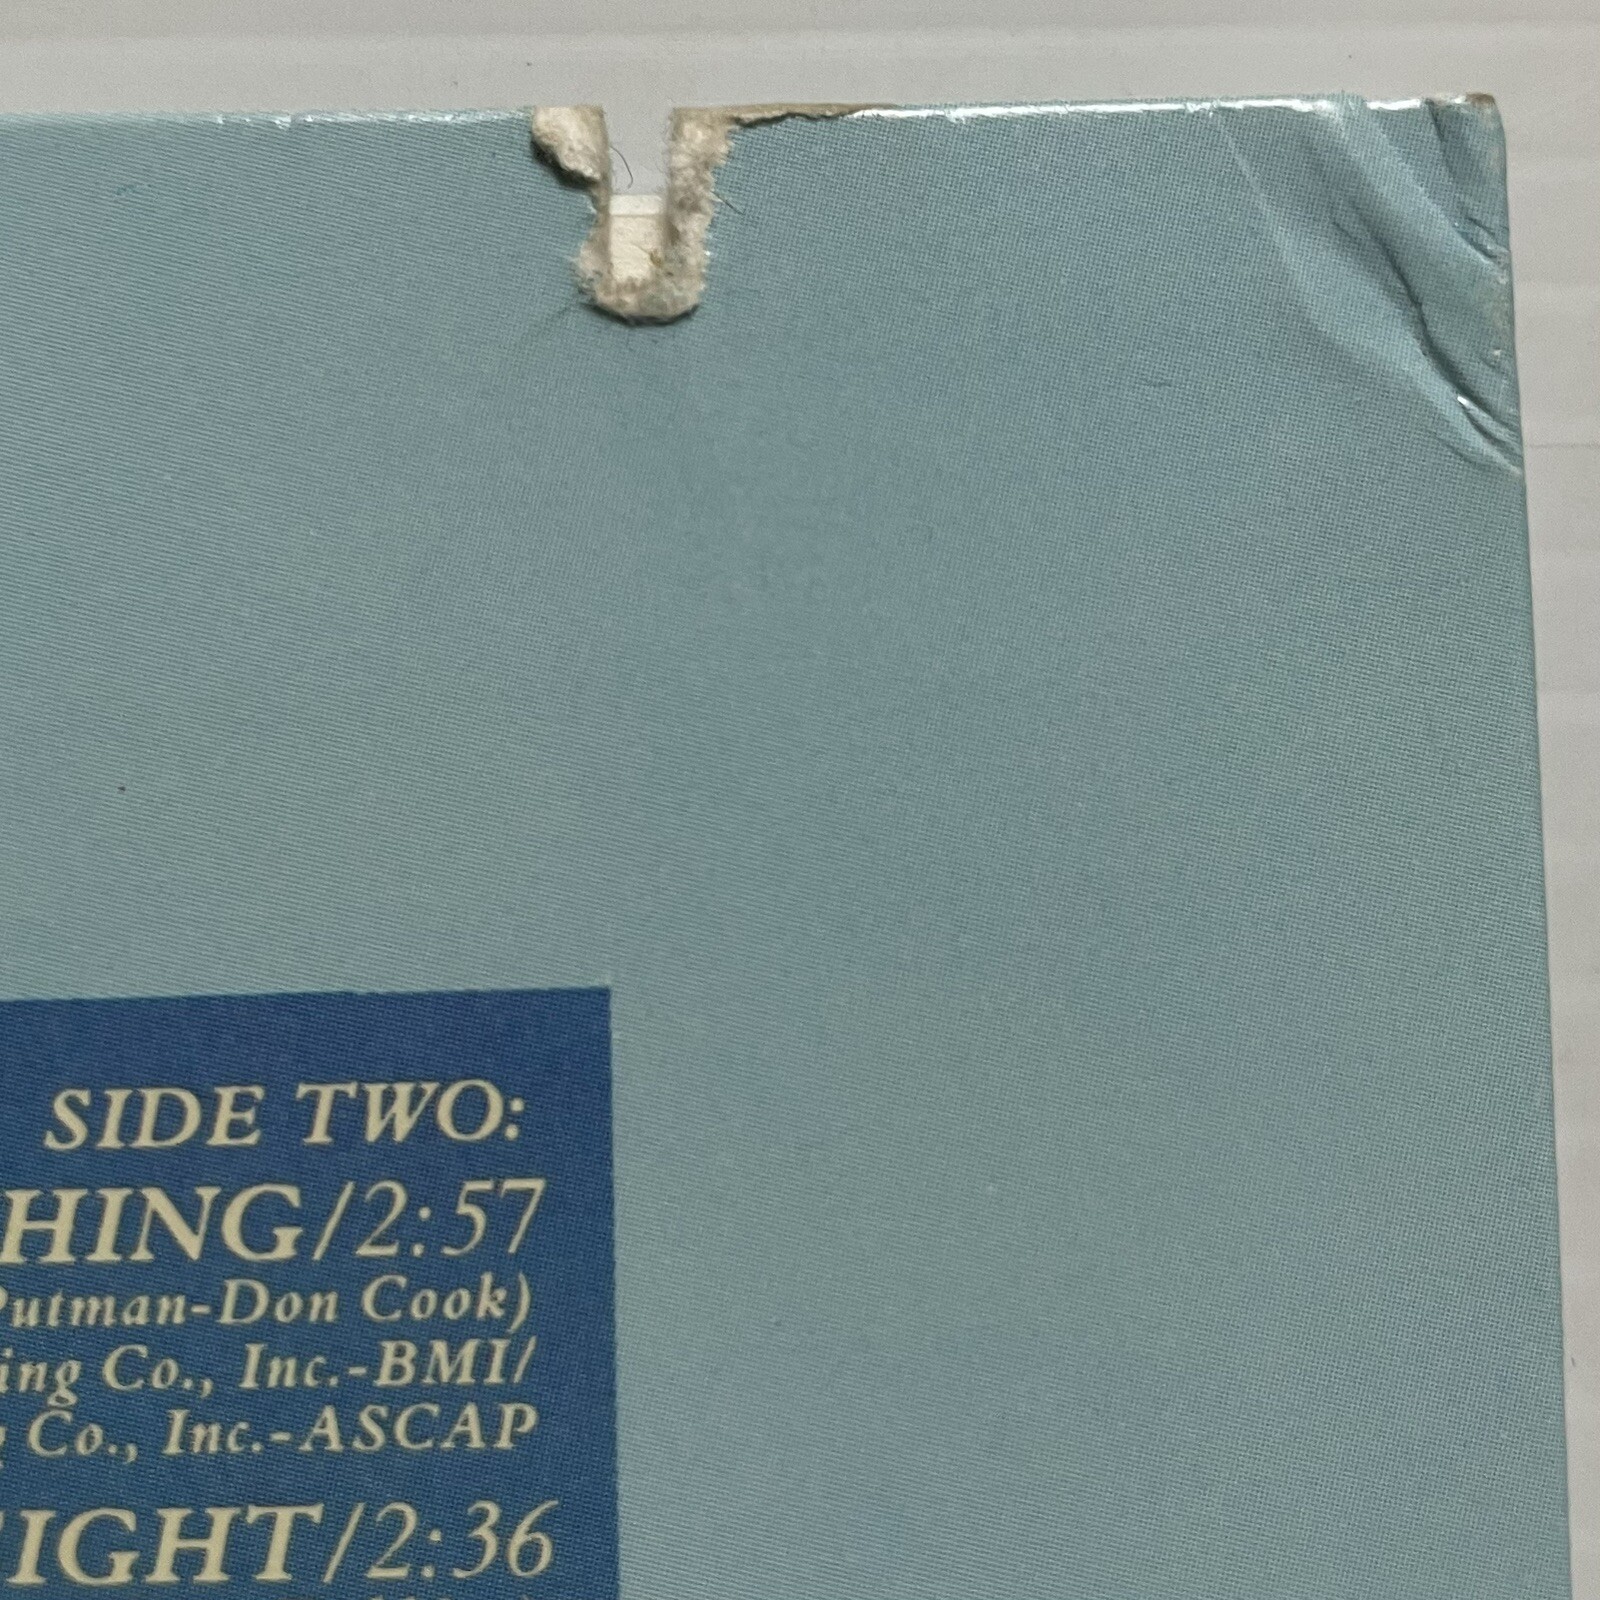 SIDE TWO:
HING/2:57
Putman-Don Cook)
ing Co., Inc.-BMI/
Co., Inc.-ASCAP
IGHT/2:36